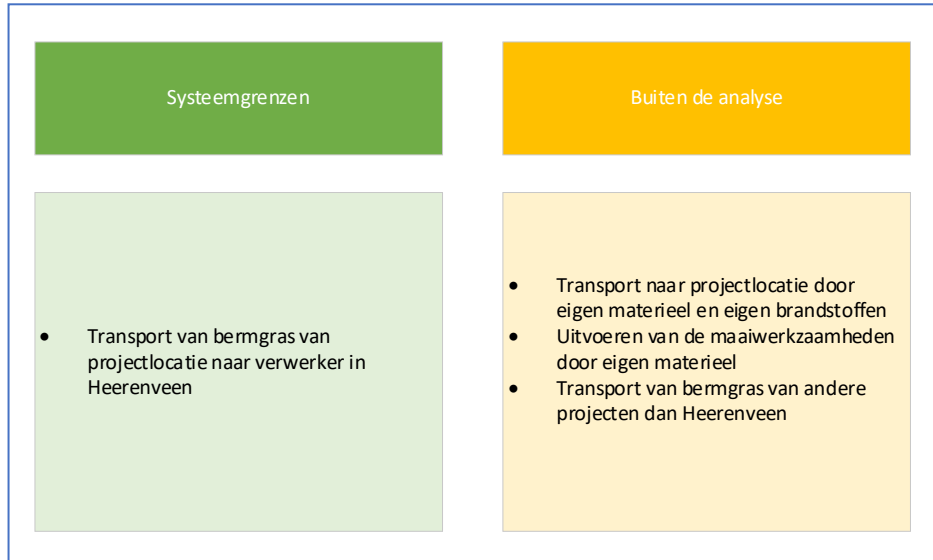 Systeemgrenzen
Buiten de analyse
• Transport van bermgras van
projectlocatie naar verwerker in
Heerenveen
• Transport naar projectlocatie door
eigen materieel en eigen brandstoffen
• Uitvoeren van de maaiwerkzaamheden
door eigen materieel
• Transport van bermgras van andere
projecten dan Heerenveen